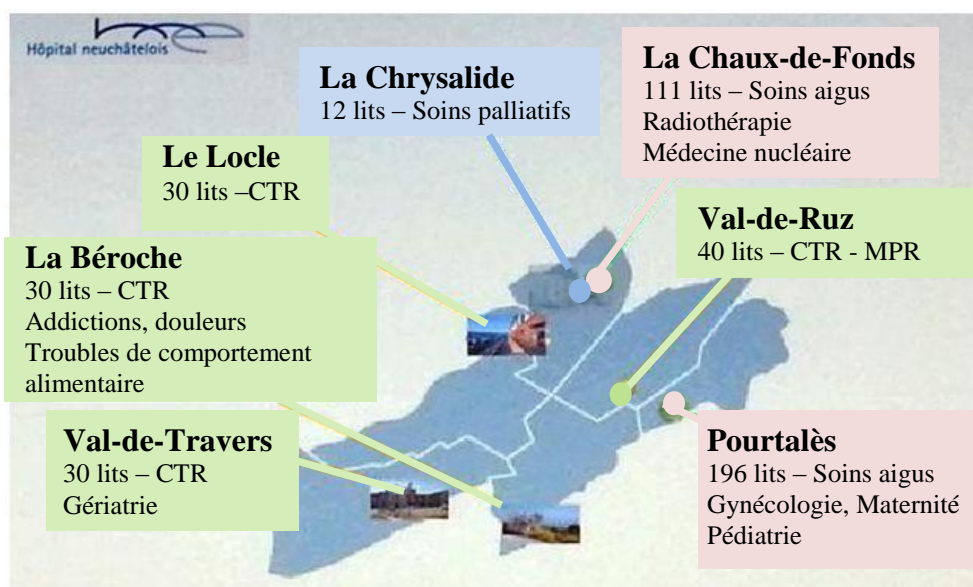 Hôpital neuchâtelois
La Chrysalide
12 lits – Soins palliatifs
La Chaux-de-Fonds
111 lits – Soins aigus
Radiothérapie
Médecine nucléaire
Le Locle
30 lits –CTR
Val-de-Ruz
40 lits – CTR - MPR
La Béroche
30 lits – CTR
Addictions, douleurs
Troubles de comportement
alimentaire
Val-de-Travers
30 lits – CTR
Gériatrie
Pourtalès
196 lits – Soins aigus
Gynécologie, Maternité
Pédiatrie